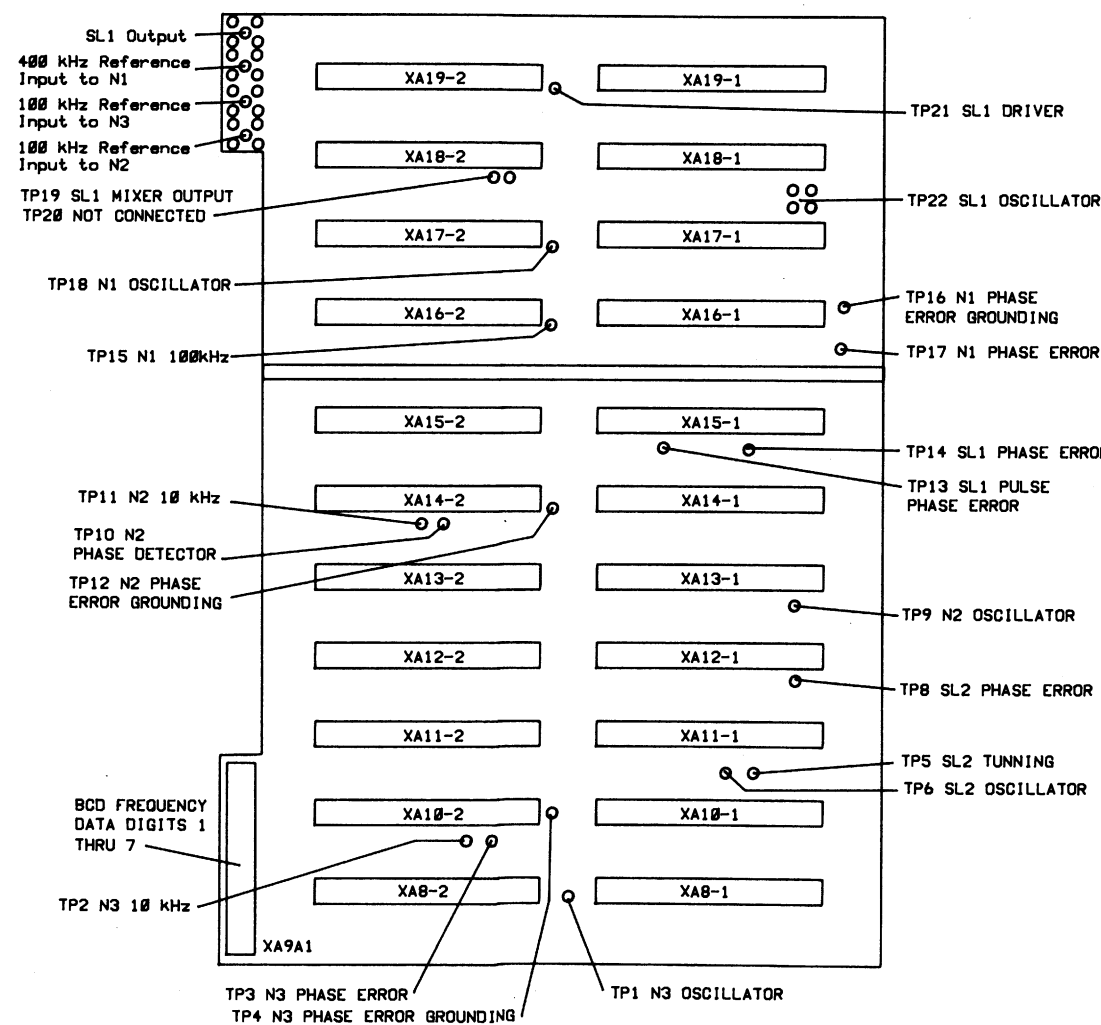 SL1 Output
400 kHz Reference
Input to N1
100 kHz Reference
Input to N3
100 kHz Reference
Input to N2
TP19 SL1 MIXER OUTPUT
TP20 NOT CONNECTED
TP18 N1 OSCILLATOR
TP15 N1 100kHz
XA19-2
XA19-1
TP21 SL1 DRIVER
XA18-2
XA18-1
TP22 SL1 OSCILLATOR
XA17-2
XA17-1
XA16-2
XA16-1
TP16 N1 PHASE
ERROR GROUNDING
TP17 N1 PHASE ERROR
XA15-2
XA15-1
TP14 SL1 PHASE ERROR
TP13 SL1 PULSE
PHASE ERROR
TP11 N2 10 kHz
TP10 N2
PHASE DETECTOR
TP12 N2 PHASE
ERROR GROUNDING
XA14-2
XA14-1
XA13-2
XA13-1
TP9 N2 OSCILLATOR
XA12-2
XA12-1
TP8 SL2 PHASE ERROR
XA11-2
XA11-1
TP5 SL2 TUNNING
TP6 SL2 OSCILLATOR
BCD FREQUENCY
DATA DIGITS 1
THRU 7
XA10-2
XA10-1
TP2 N3 10 kHz
XA8-2
XA8-1
XA9A1
TP3 N3 PHASE ERROR
TP4 N3 PHASE ERROR GROUNDING
TP1 N3 OSCILLATOR